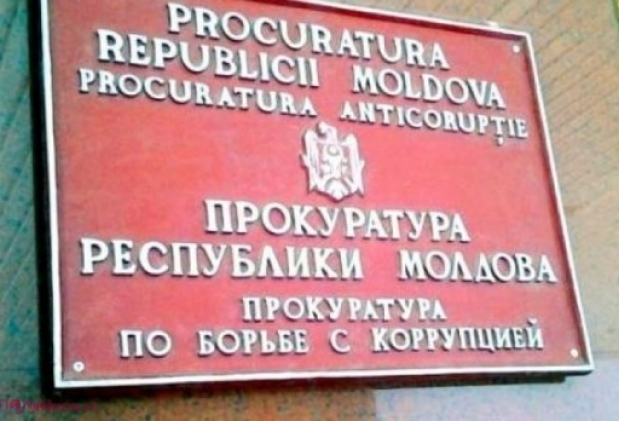 PROCURATURA
REPUBLICII MOLDOVA
PROCURATURA ANTICORUPȚIE
ПРОКУРАТУРА
РЕСПУБЛИКИ МОЛДОВА
ПРОКУРАТУРА
ПО БОРЬБЕ С КОРРУПЦИЕЙ